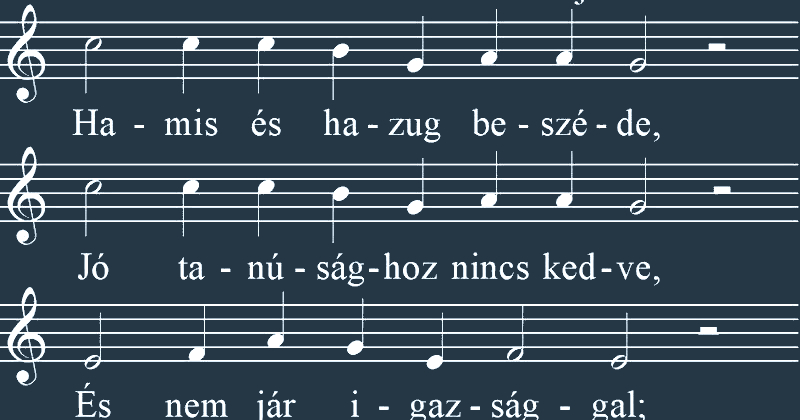 Ha - mis és ha - zug be - szé - de,
Jó ta - nú - ság - hoz nincs ked - ve,
És nem jár i - gaz - ság - gal;